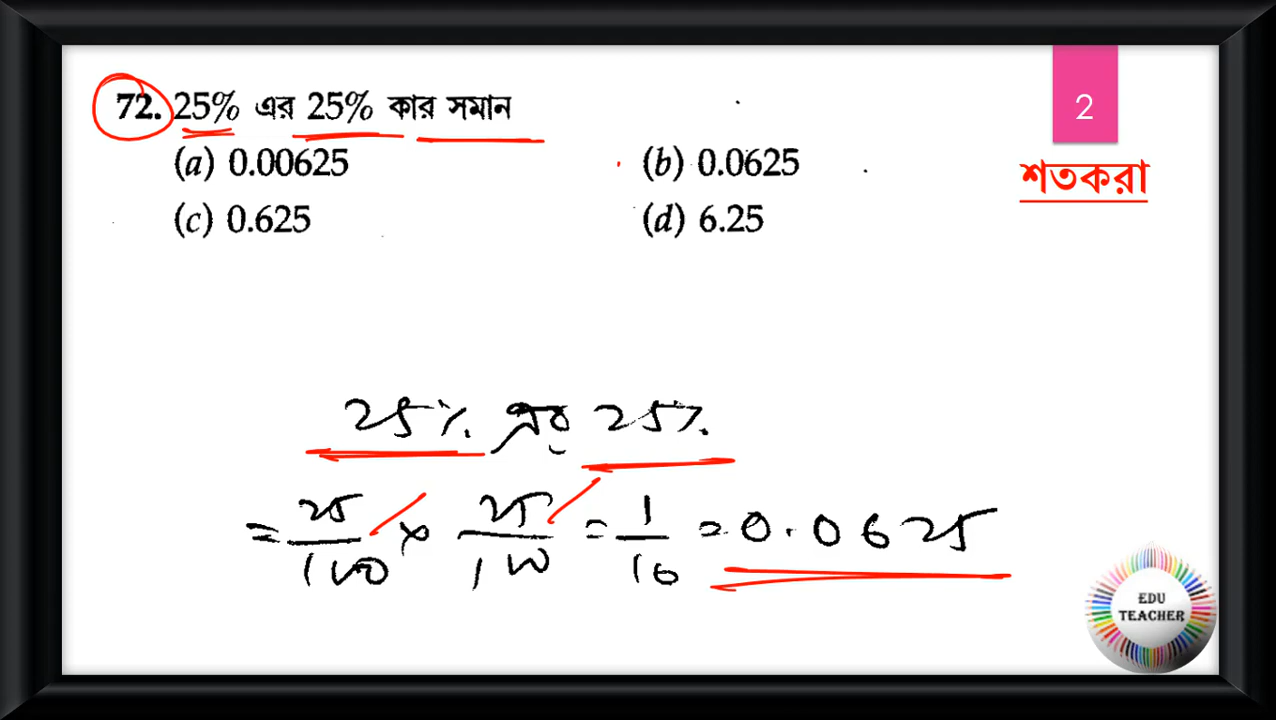 72. 25% এর 25% কার সমান
(a) 0.00625
(b) 0.0625
(c) 0.625
(d) 6.25
2
শতকরা
25% এর 25%
= 25/100 × 25/100 = 1/16 = 0.0625
EDU
TEACHER